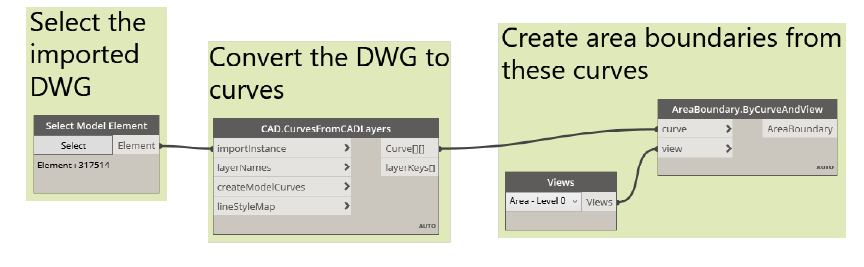 Select the
imported
DWG
Select Model Element
Select
Element
Element : 317514
Convert the DWG to
curves
CAD.CurvesFromCADLayers
importInstance
Curve[][]
layerNames
layerKeys[]
createModelCurves
lineStyleMap
AUTO
Create area boundaries from
these curves
Views
Area - Level 0
Views
AreaBoundary.ByCurveAndView
curve
AreaBoundary
view
AUTO